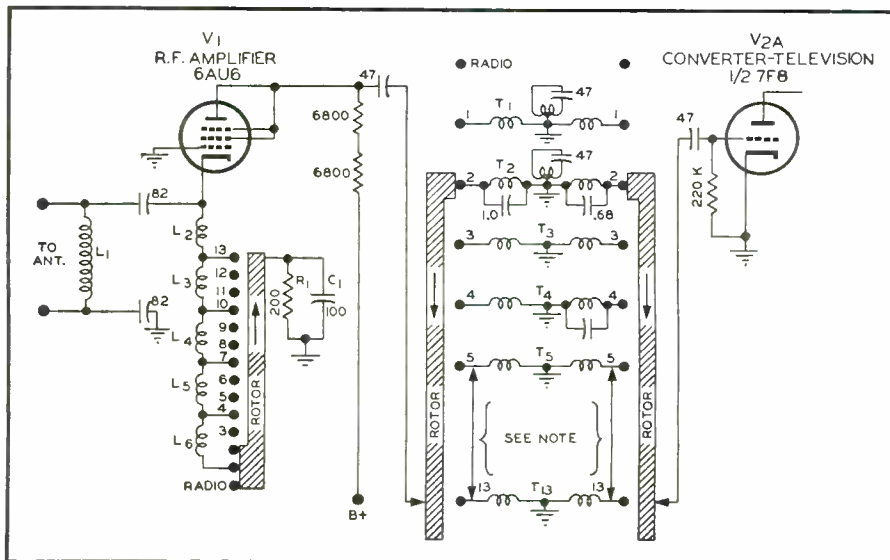 V1
R.F. AMPLIFIER
6AU6
47
6800
6800
82
TO
ANT.
L1
82
L2
13
12
L3
11
10
L4
9
8
7
L5
6
5
4
L6
3
RADIO
ROTOR
R1
200
C1
100
B+
RADIO
1
T1
47
1
2
T2
47
2
1.0
.68
3
T3
3
4
T4
4
5
T5
5
SEE NOTE
13
T13
13
ROTOR
ROTOR
V2A
CONVERTER-TELEVISION
1/2 7F8
47
220 K